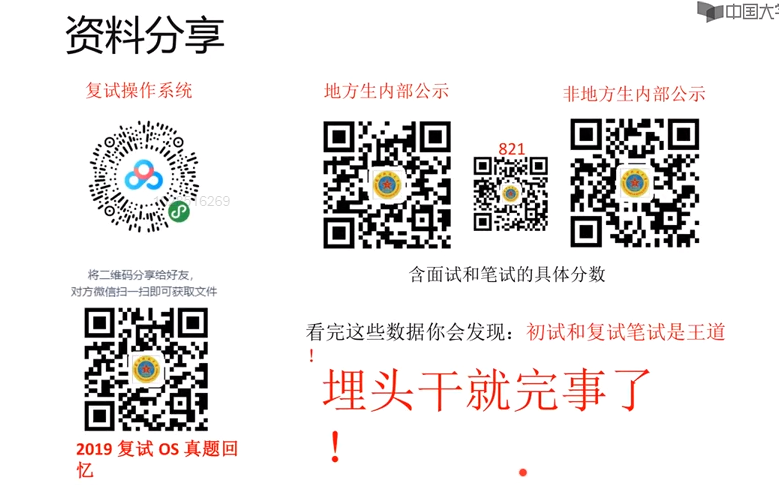 中国大学
资料分享
复试操作系统
地方生内部公示
非地方生内部公示
821
16269
含面试和笔试的具体分数
将二维码分享给好友，
对方微信扫一扫即可获取文件
看完这些数据你会发现：初试和复试笔试是王道
！
埋头干就完事了
！
2019 复试 OS 真题回
忆